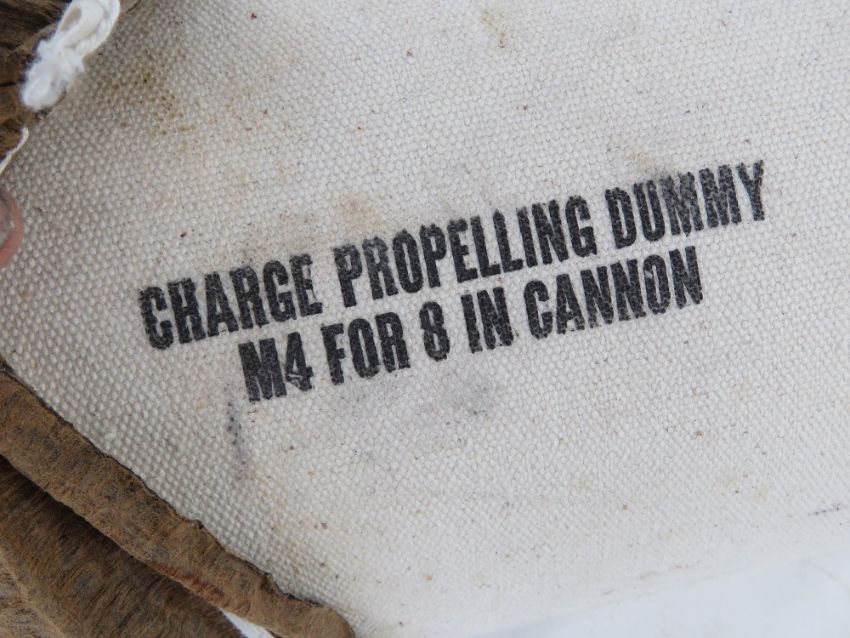 CHARGE PROPELLING DUMMY
M4 FOR 8 IN CANNON